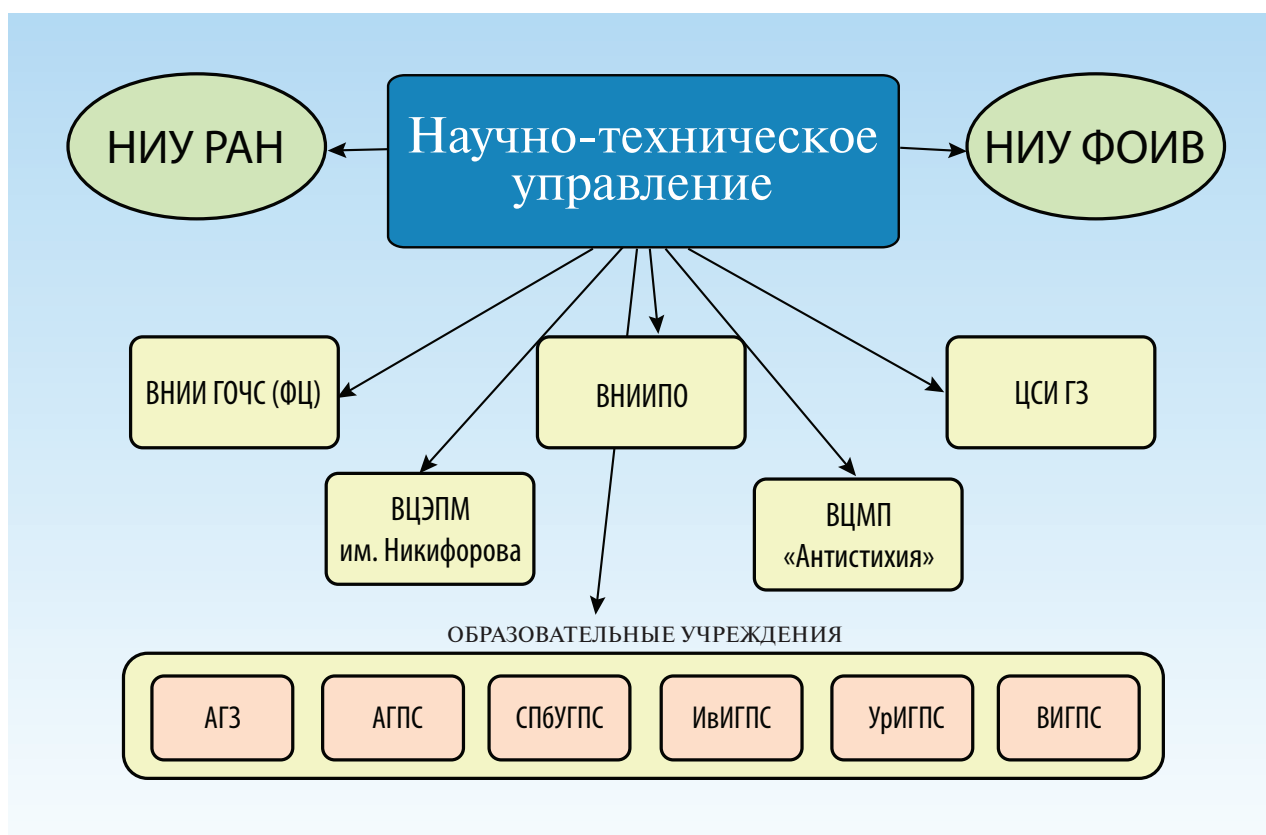 НИУ РАН
Научно-техническое
управление
НИУ ФОИВ
ВНИИ ГОЧС (ФЦ)
ВНИИПО
ЦСИ ГЗ
ВЦЭПМ
им. Никифорова
ВЦМП
«Антистихия»
ОБРАЗОВАТЕЛЬНЫЕ УЧРЕЖДЕНИЯ
АГЗ
АГПС
СПбУГПС
ИвИГПС
УрИГПС
ВИГПС